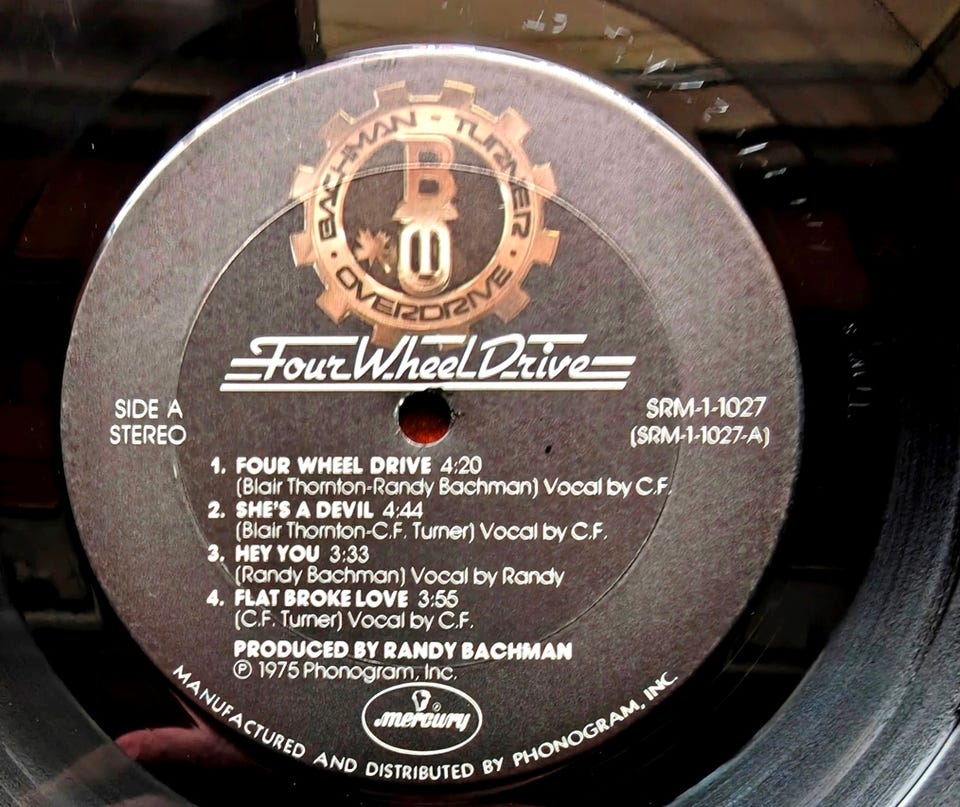 BACHMAN · TURNER
· OVERDRIVE ·
B
Four Wheel Drive
SIDE A
STEREO
SRM-1-1027
(SRM-1-1027-A)
1. FOUR WHEEL DRIVE 4:20
(Blair Thornton-Randy Bachman) Vocal by C.F.
2. SHE'S A DEVIL 4:44
(Blair Thornton-C.F. Turner) Vocal by C.F.
3. HEY YOU 3:33
(Randy Bachman) Vocal by Randy
4. FLAT BROKE LOVE 3:55
(C.F. Turner) Vocal by C.F.
PRODUCED BY RANDY BACHMAN
℗ 1975 Phonogram, Inc.
mercury®
MANUFACTURED AND DISTRIBUTED BY PHONOGRAM, INC.